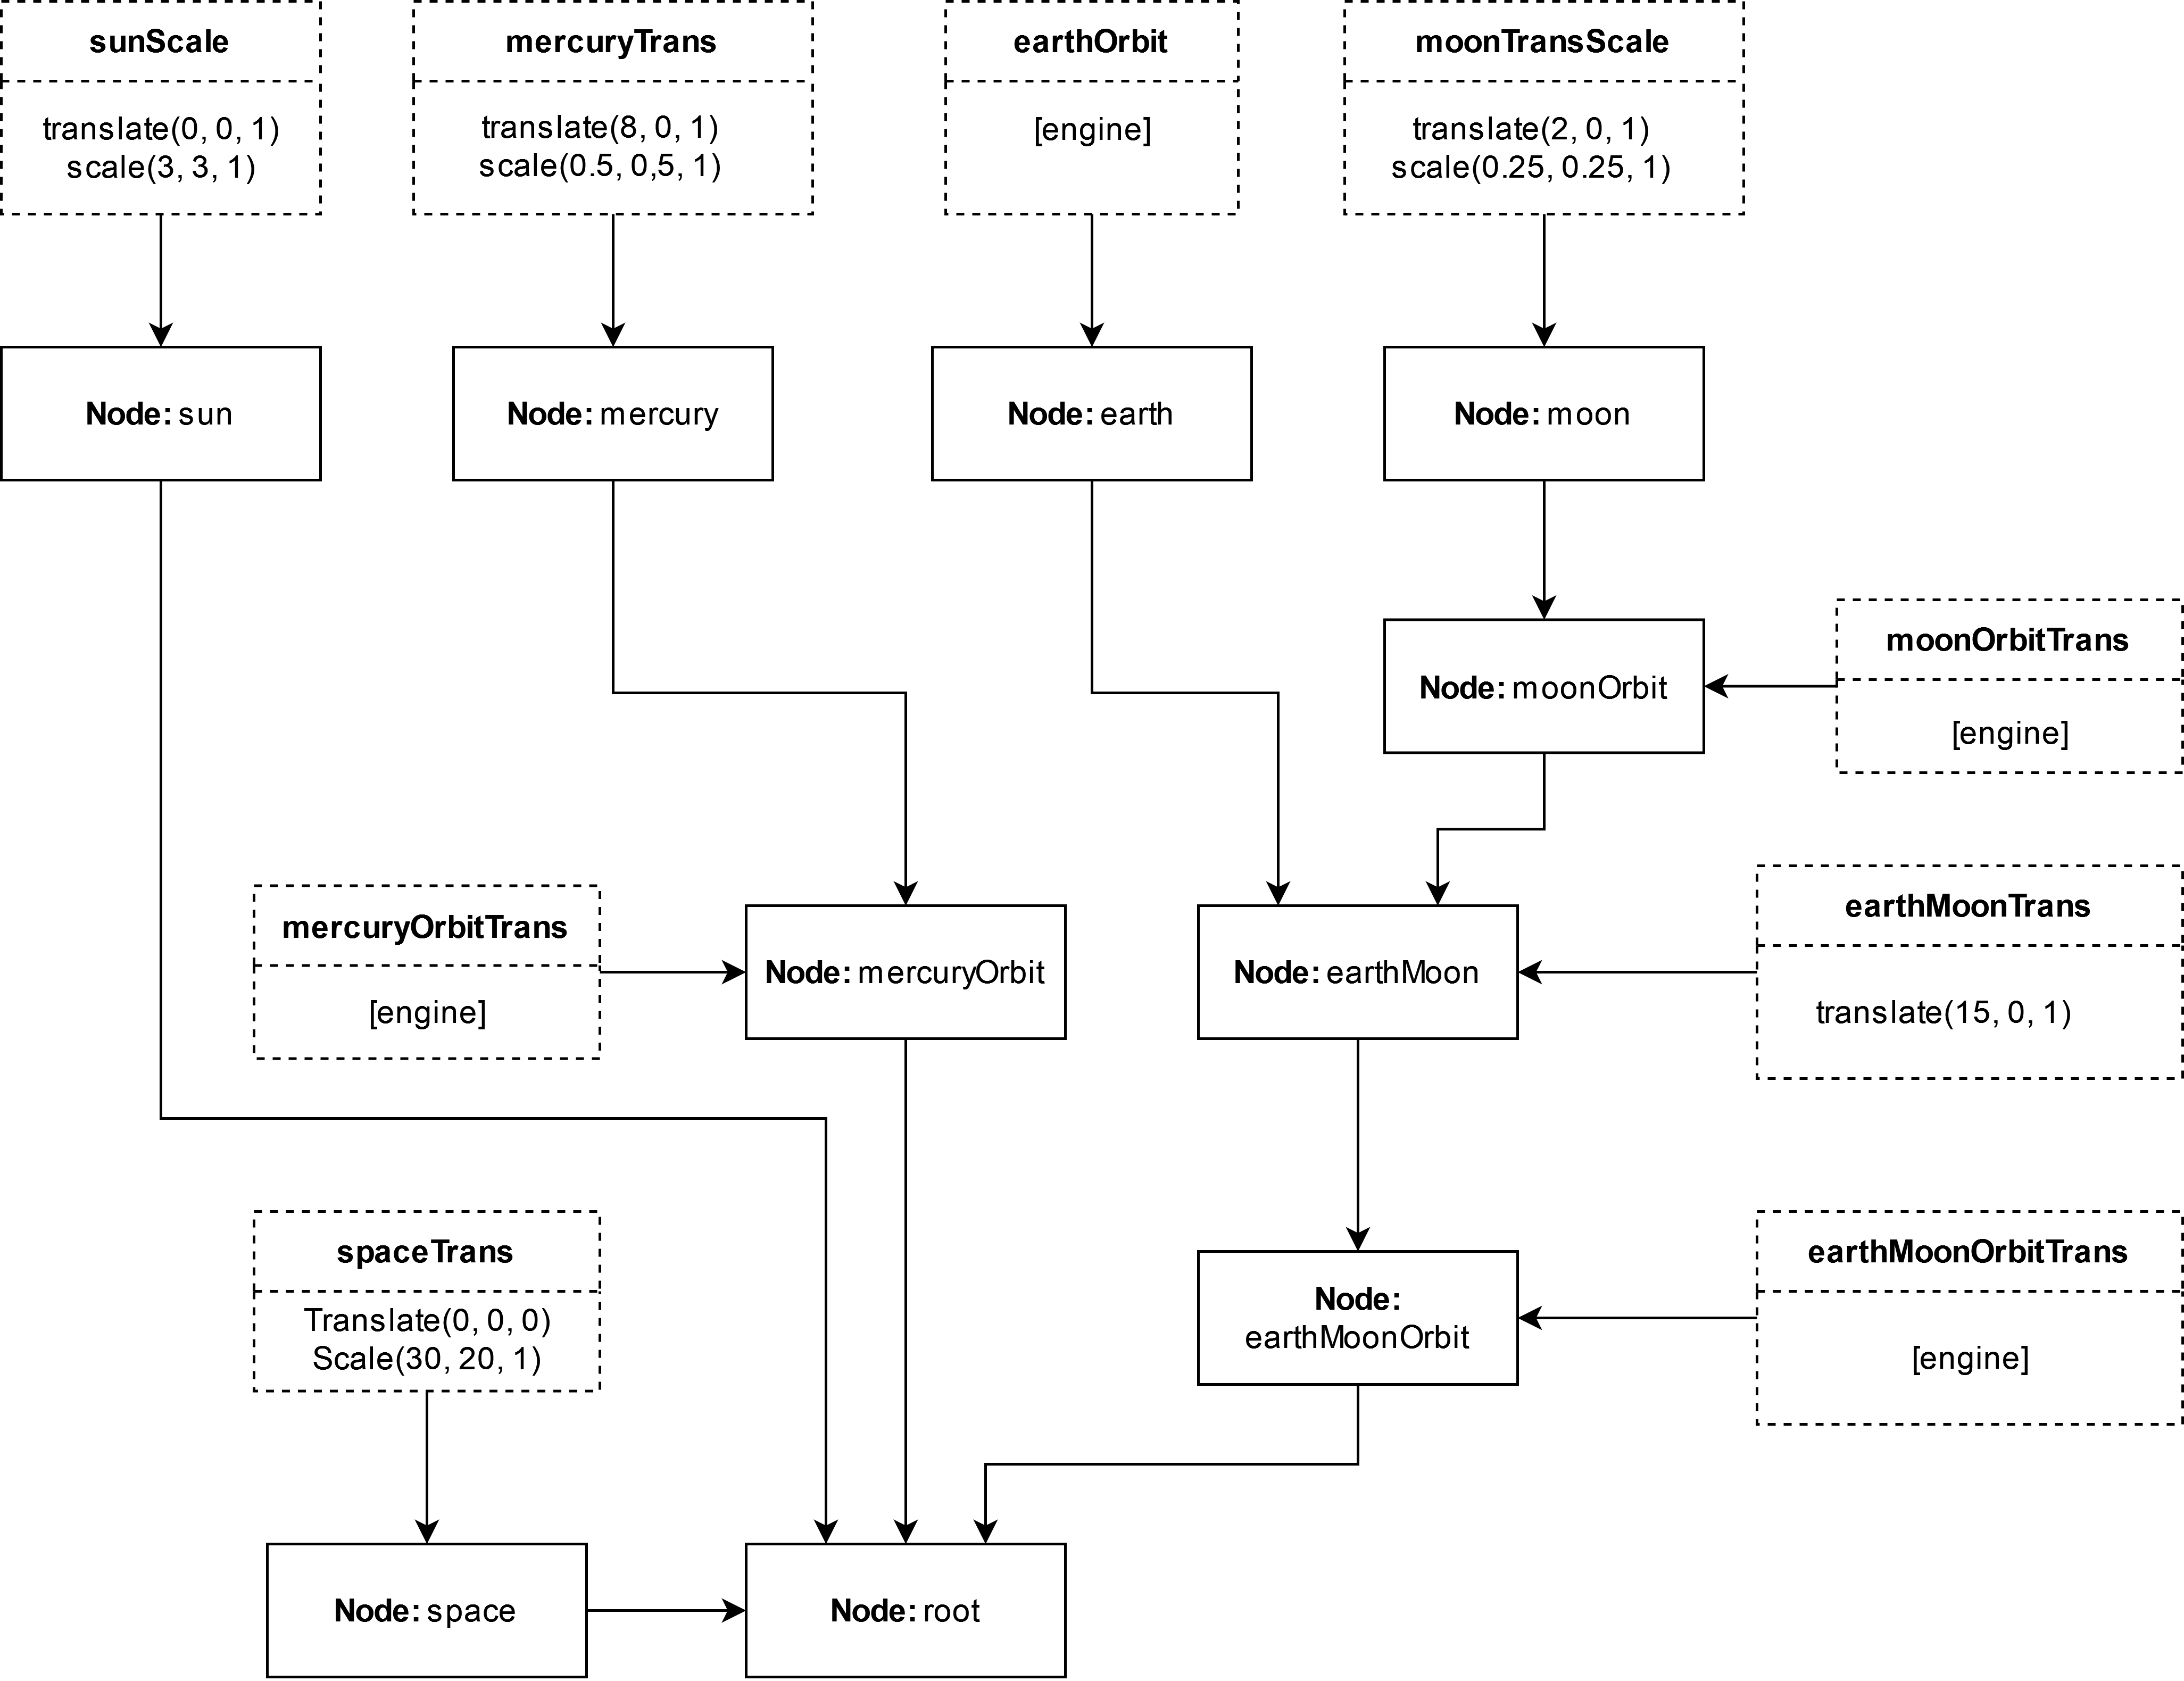 sunScale
translate(0, 0, 1)
scale(3, 3, 1)
mercuryTrans
translate(8, 0, 1)
scale(0.5, 0,5, 1)
earthOrbit
[engine]
moonTransScale
translate(2, 0, 1)
scale(0.25, 0.25, 1)
Node: sun
Node: mercury
Node: earth
Node: moon
Node: moonOrbit
moonOrbitTrans
[engine]
mercuryOrbitTrans
[engine]
Node: mercuryOrbit
Node: earthMoon
earthMoonTrans
translate(15, 0, 1)
spaceTrans
Translate(0, 0, 0)
Scale(30, 20, 1)
Node:
earthMoonOrbit
earthMoonOrbitTrans
[engine]
Node: space
Node: root